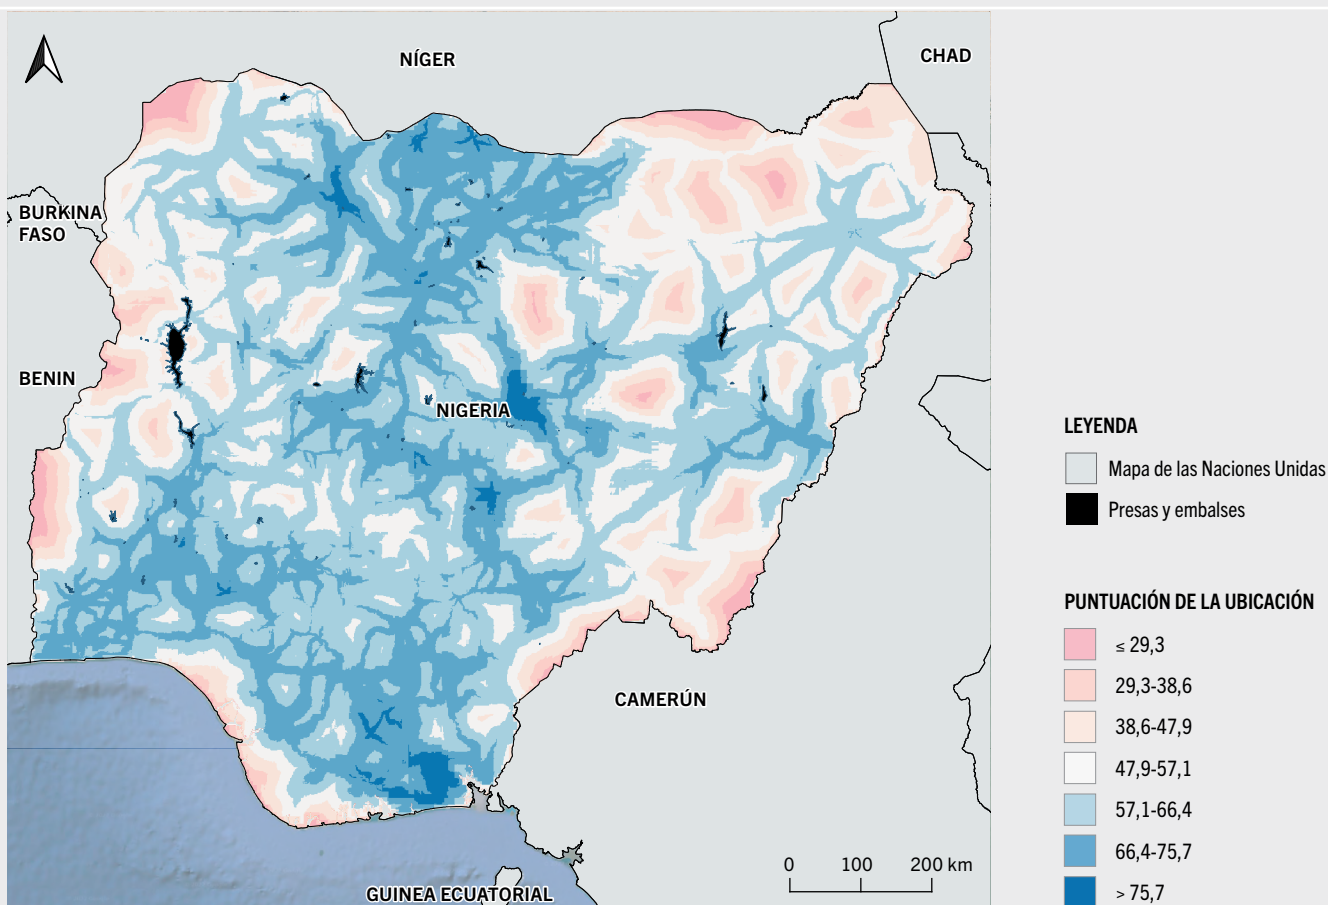 NÍGER
CHAD
BURKINA
FASO
BENIN
NIGERIA
CAMERÚN
GUINEA ECUATORIAL
0 100 200 km
LEYENDA
Mapa de las Naciones Unidas
Presas y embalses
PUNTUACIÓN DE LA UBICACIÓN
≤ 29,3
29,3-38,6
38,6-47,9
47,9-57,1
57,1-66,4
66,4-75,7
> 75,7